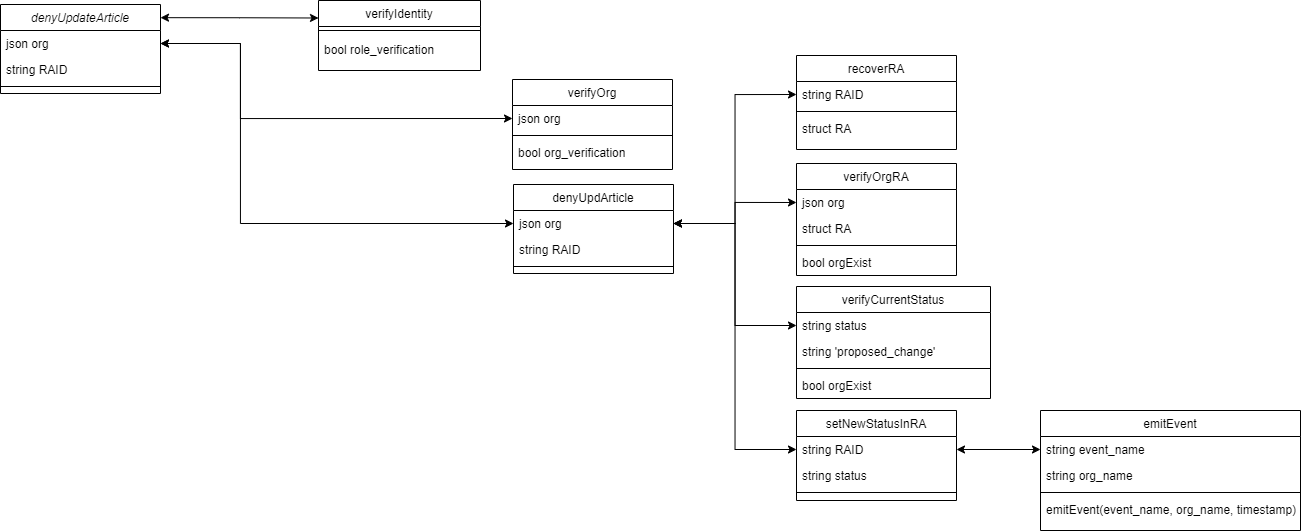 denyUpdateArticle
json org
string RAID
verifyIdentity
bool role_verification
verifyOrg
json org
bool org_verification
denyUpdArticle
json org
string RAID
recoverRA
string RAID
struct RA
verifyOrgRA
json org
struct RA
bool orgExist
verifyCurrentStatus
string status
string 'proposed_change'
bool orgExist
setNewStatusInRA
string RAID
string status
emitEvent
string event_name
string org_name
emitEvent(event_name, org_name, timestamp)